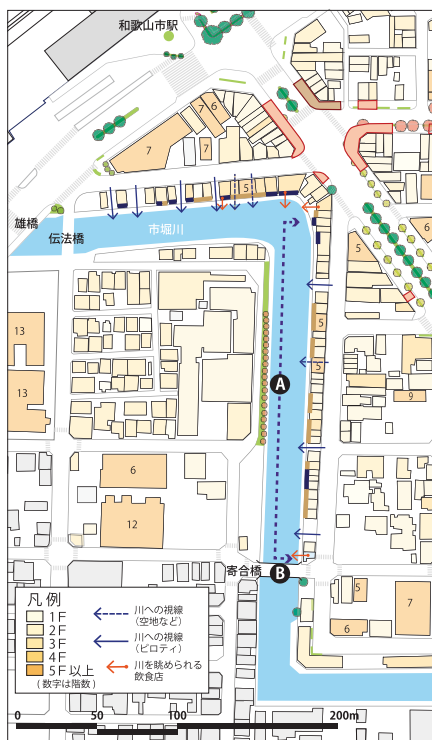 和歌山市駅
7
6
7
7
5
雄橋
伝法橋
市堀川
6
5
5
13
A
5
13
9
6
12
寄合橋
B
5
7
6
凡例
1F
2F
3F
4F
5F以上
(数字は階数)
川への視線
(空地など)
川への視線
(ピロティ)
川を眺められる
飲食店
0
50
100
200m